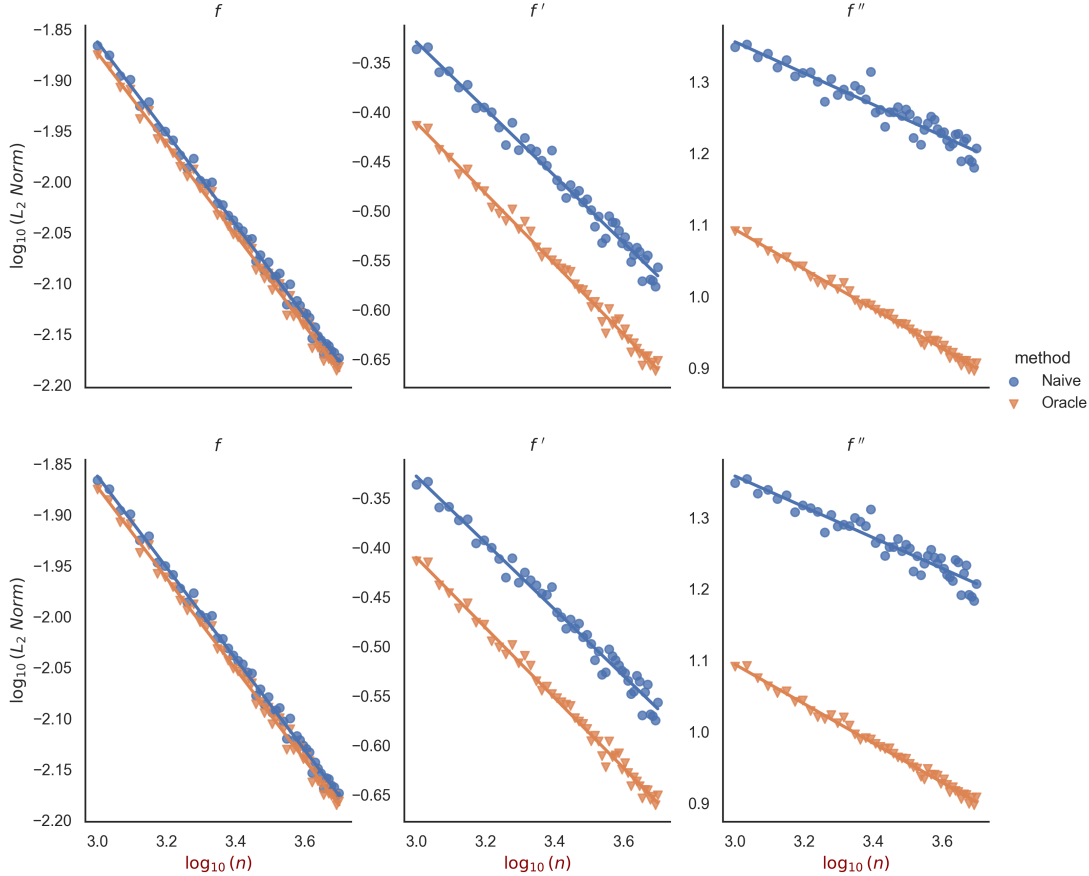 f
f ′
f ′′
−1.85
−1.90
−1.95
−2.00
−2.05
−2.10
−2.15
−2.20
log10 (L2 Norm)
−0.35
−0.40
−0.45
−0.50
−0.55
−0.60
−0.65
1.3
1.2
1.1
1.0
0.9
method
Naive
Oracle
f
f ′
f ′′
−1.85
−1.90
−1.95
−2.00
−2.05
−2.10
−2.15
−2.20
log10 (L2 Norm)
−0.35
−0.40
−0.45
−0.50
−0.55
−0.60
−0.65
1.3
1.2
1.1
1.0
0.9
3.0 3.2 3.4 3.6
3.0 3.2 3.4 3.6
3.0 3.2 3.4 3.6
log10 (n)
log10 (n)
log10 (n)